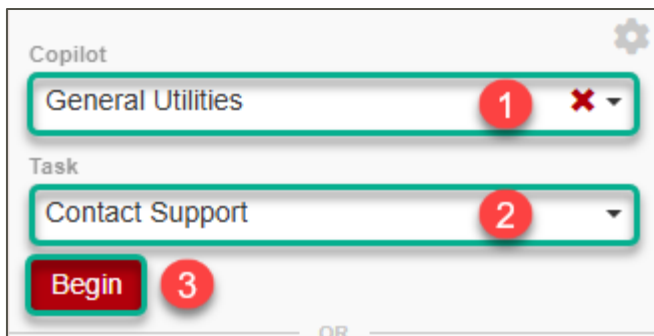 Copilot
General Utilities 1
Task
Contact Support 2
Begin 3
OR